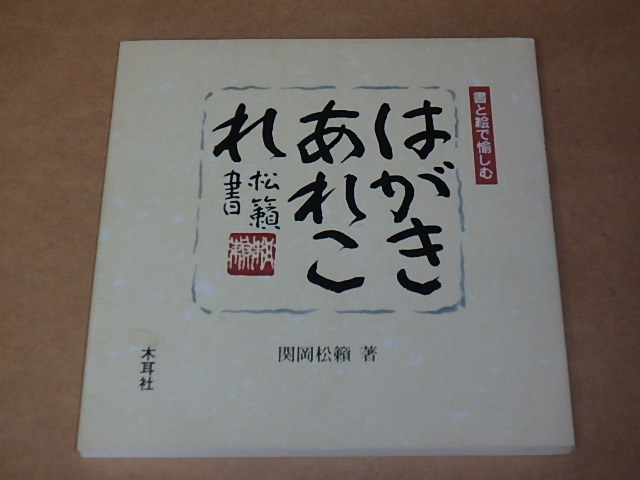 書と絵で愉しむ
はがき
あれこ
れ
松籟
書
関岡松籟 著
木耳社